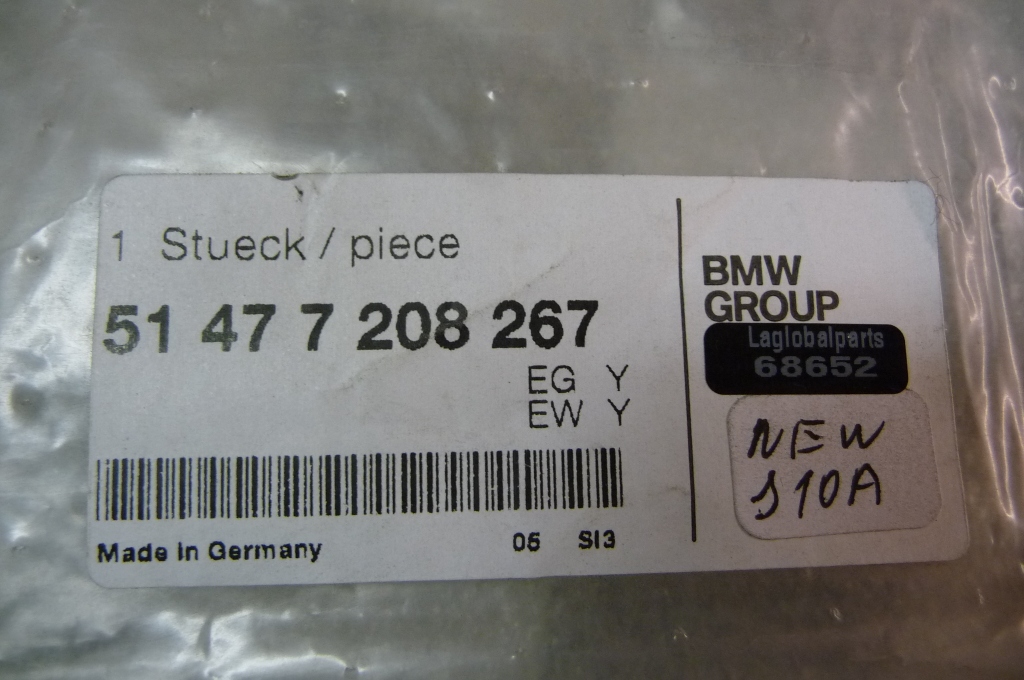 1 Stueck / piece
51 47 7 208 267
EG Y
EW Y
Made in Germany 05 SI3
BMW
GROUP
Laglobalparts
68652
NEW
J10A